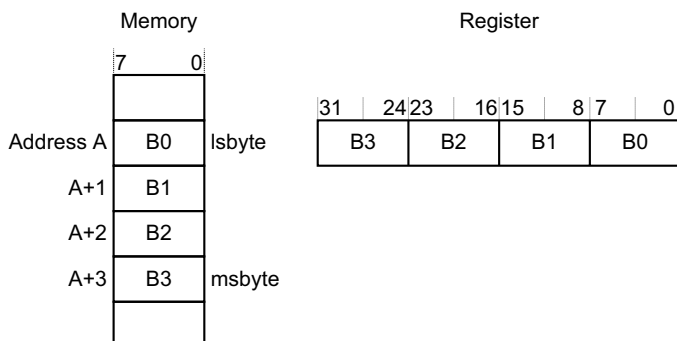 Memory
Register
7 0
31 24 23 16 15 8 7 0
Address A B0 lsbyte
B3 B2 B1 B0
A+1 B1
A+2 B2
A+3 B3 msbyte